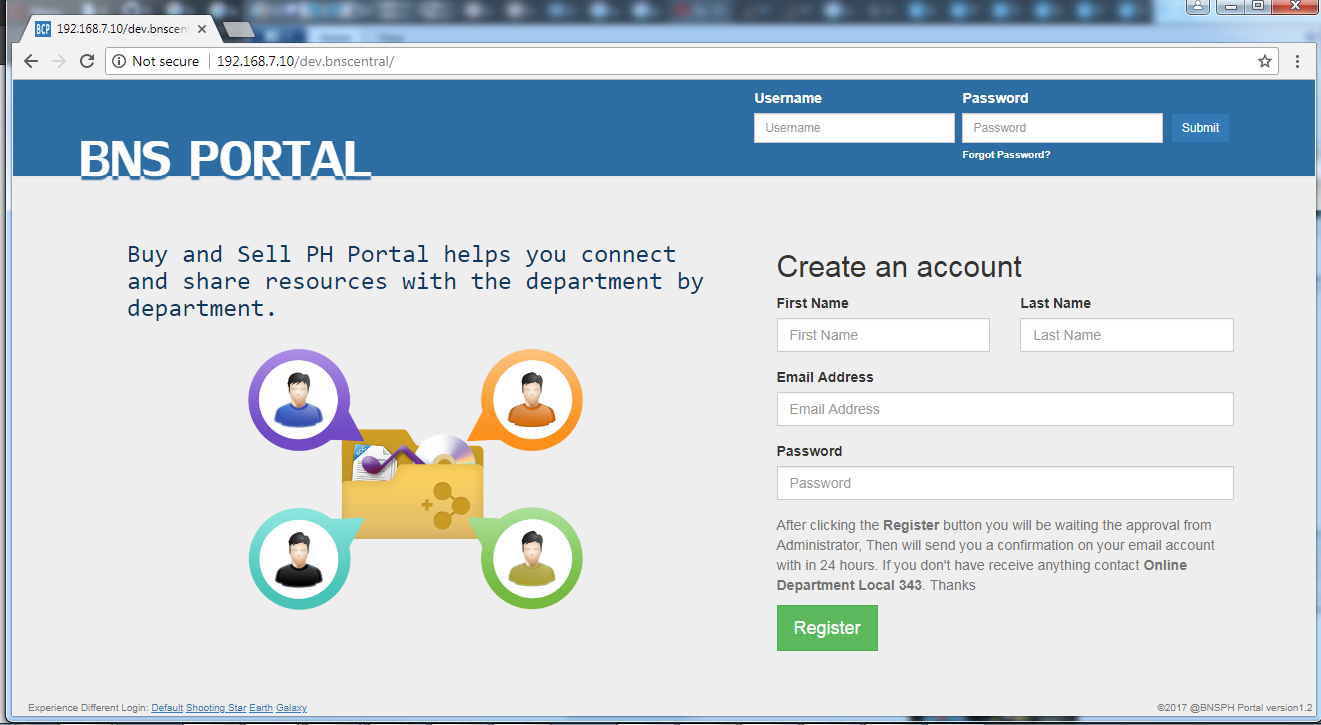 BCP 192.168.7.10/dev.bnscent
Not secure 192.168.7.10/dev.bnscentral/
Username Password
Username Password Submit
Forgot Password?
BNS PORTAL
Buy and Sell PH Portal helps you connect
and share resources with the department by
department.
Create an account
First Name Last Name
First Name Last Name
Email Address
Email Address
Password
Password
After clicking the Register button you will be waiting the approval from
Administrator, Then will send you a confirmation on your email account
with in 24 hours. If you don't have receive anything contact Online
Department Local 343. Thanks
Register
Experience Different Login: Default Shooting Star Earth Galaxy
©2017 @BNSPH Portal version1.2